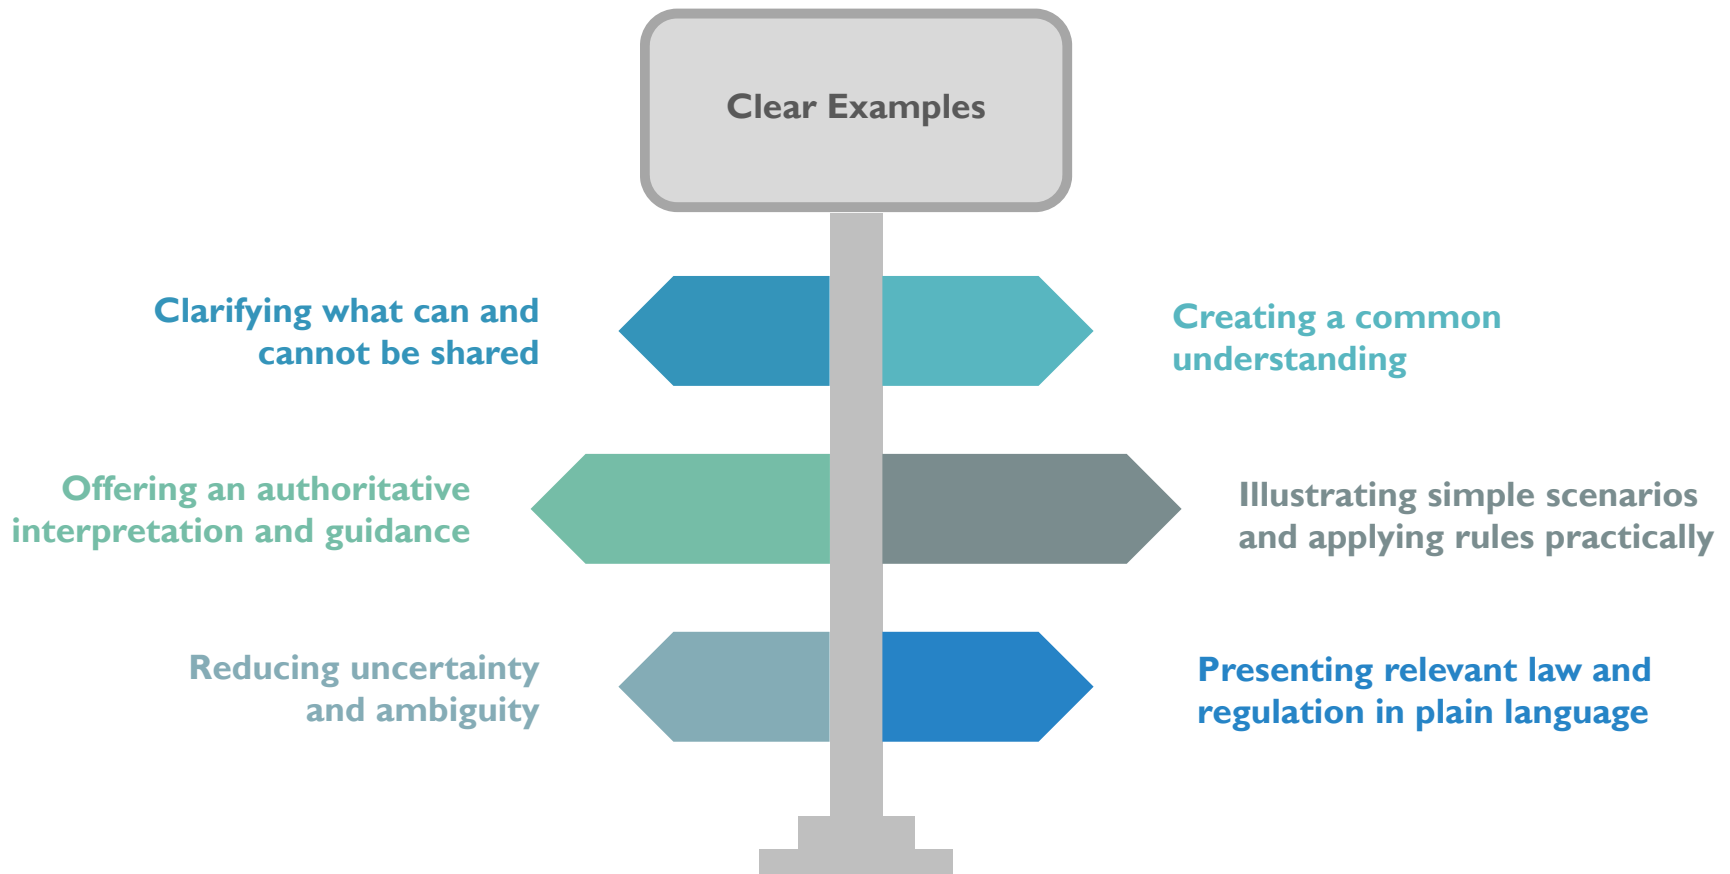 Clear Examples
Clarifying what can and
cannot be shared
Creating a common
understanding
Offering an authoritative
interpretation and guidance
Illustrating simple scenarios
and applying rules practically
Reducing uncertainty
and ambiguity
Presenting relevant law and
regulation in plain language